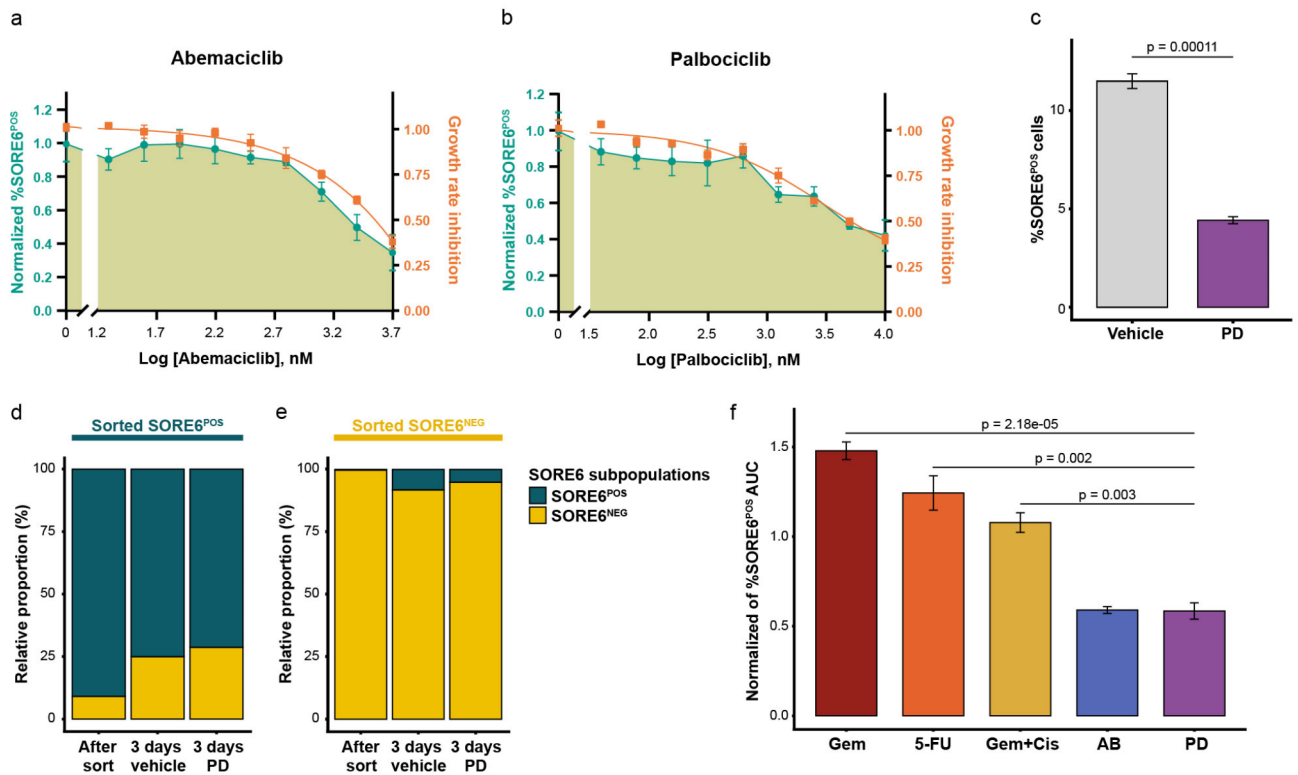 a
Abemaciclib
Normalized %SORE6POS
1.2
1.0
0.8
0.6
0.4
0.2
0.0
1.00
0.75
0.50
0.25
0.00
Growth rate inhibition
0 1.2 1.7 2.2 2.7 3.2 3.7
Log [Abemaciclib], nM
b
Palbociclib
Normalized %SORE6POS
1.2
1.0
0.8
0.6
0.4
0.2
0.0
1.00
0.75
0.50
0.25
0.00
Growth rate inhibition
0 1.5 2.0 2.5 3.0 3.5 4.0
Log [Palbociclib], nM
c
p = 0.00011
%SORE6POS cells
10
5
0
Vehicle PD
d
Sorted SORE6POS
Relative proportion (%)
100
75
50
25
0
After sort
3 days vehicle
3 days PD
e
Sorted SORE6NEG
Relative proportion (%)
100
75
50
25
0
After sort
3 days vehicle
3 days PD
SORE6 subpopulations
SORE6POS
SORE6NEG
f
p = 2.18e-05
p = 0.002
p = 0.003
Normalized of %SORE6POS AUC
1.5
1.0
0.5
0.0
Gem 5-FU Gem+Cis AB PD